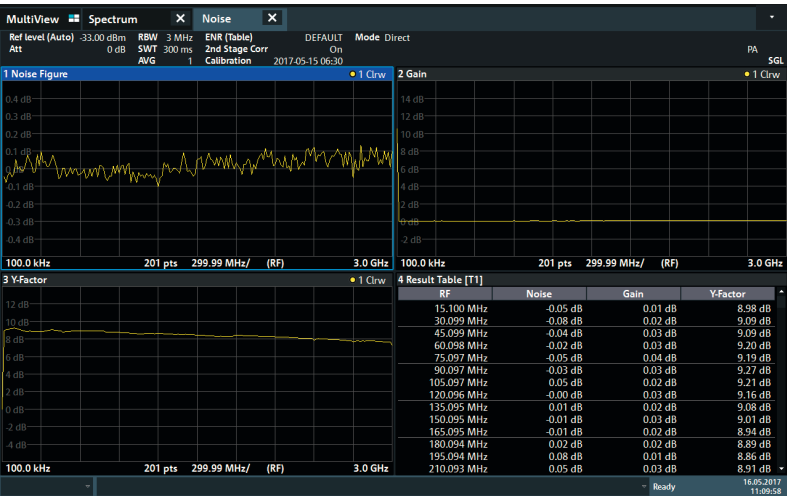 MultiView Spectrum X Noise X
Ref level (Auto) -33.00 dBm RBW 3 MHz ENR (Table) DEFAULT Mode Direct
Att 0 dB SWT 300 ms 2nd Stage Corr On PA
AVG 1 Calibration 2017-05-15 06:30 SGL
1 Noise Figure 1 Clrw
0.4 dB
0.3 dB
0.2 dB
0.1 dB
-0.1 dB
-0.2 dB
-0.3 dB
-0.4 dB
100.0 kHz 201 pts 299.99 MHz/ (RF) 3.0 GHz
2 Gain 1 Clrw
14 dB
12 dB
10 dB
8 dB
6 dB
4 dB
2 dB
0 dB
-2 dB
100.0 kHz 201 pts 299.99 MHz/ (RF) 3.0 GHz
3 Y-Factor 1 Clrw
12 dB
10 dB
8 dB
6 dB
4 dB
2 dB
0 dB
-2 dB
-4 dB
100.0 kHz 201 pts 299.99 MHz/ (RF) 3.0 GHz
4 Result Table [T1]
RF Noise Gain Y-Factor
15.100 MHz -0.05 dB 0.01 dB 8.98 dB
30.099 MHz -0.08 dB 0.02 dB 9.09 dB
45.099 MHz -0.04 dB 0.03 dB 9.09 dB
60.098 MHz -0.02 dB 0.03 dB 9.20 dB
75.097 MHz -0.05 dB 0.04 dB 9.19 dB
90.097 MHz -0.03 dB 0.03 dB 9.27 dB
105.097 MHz 0.05 dB 0.02 dB 9.21 dB
120.096 MHz -0.00 dB 0.03 dB 9.16 dB
135.095 MHz 0.01 dB 0.02 dB 9.08 dB
150.095 MHz -0.01 dB 0.03 dB 9.01 dB
165.095 MHz -0.01 dB 0.02 dB 8.94 dB
180.094 MHz 0.02 dB 0.02 dB 8.89 dB
195.094 MHz 0.08 dB 0.01 dB 8.86 dB
210.093 MHz 0.05 dB 0.03 dB 8.91 dB
Ready 16.05.2017
11:09:58